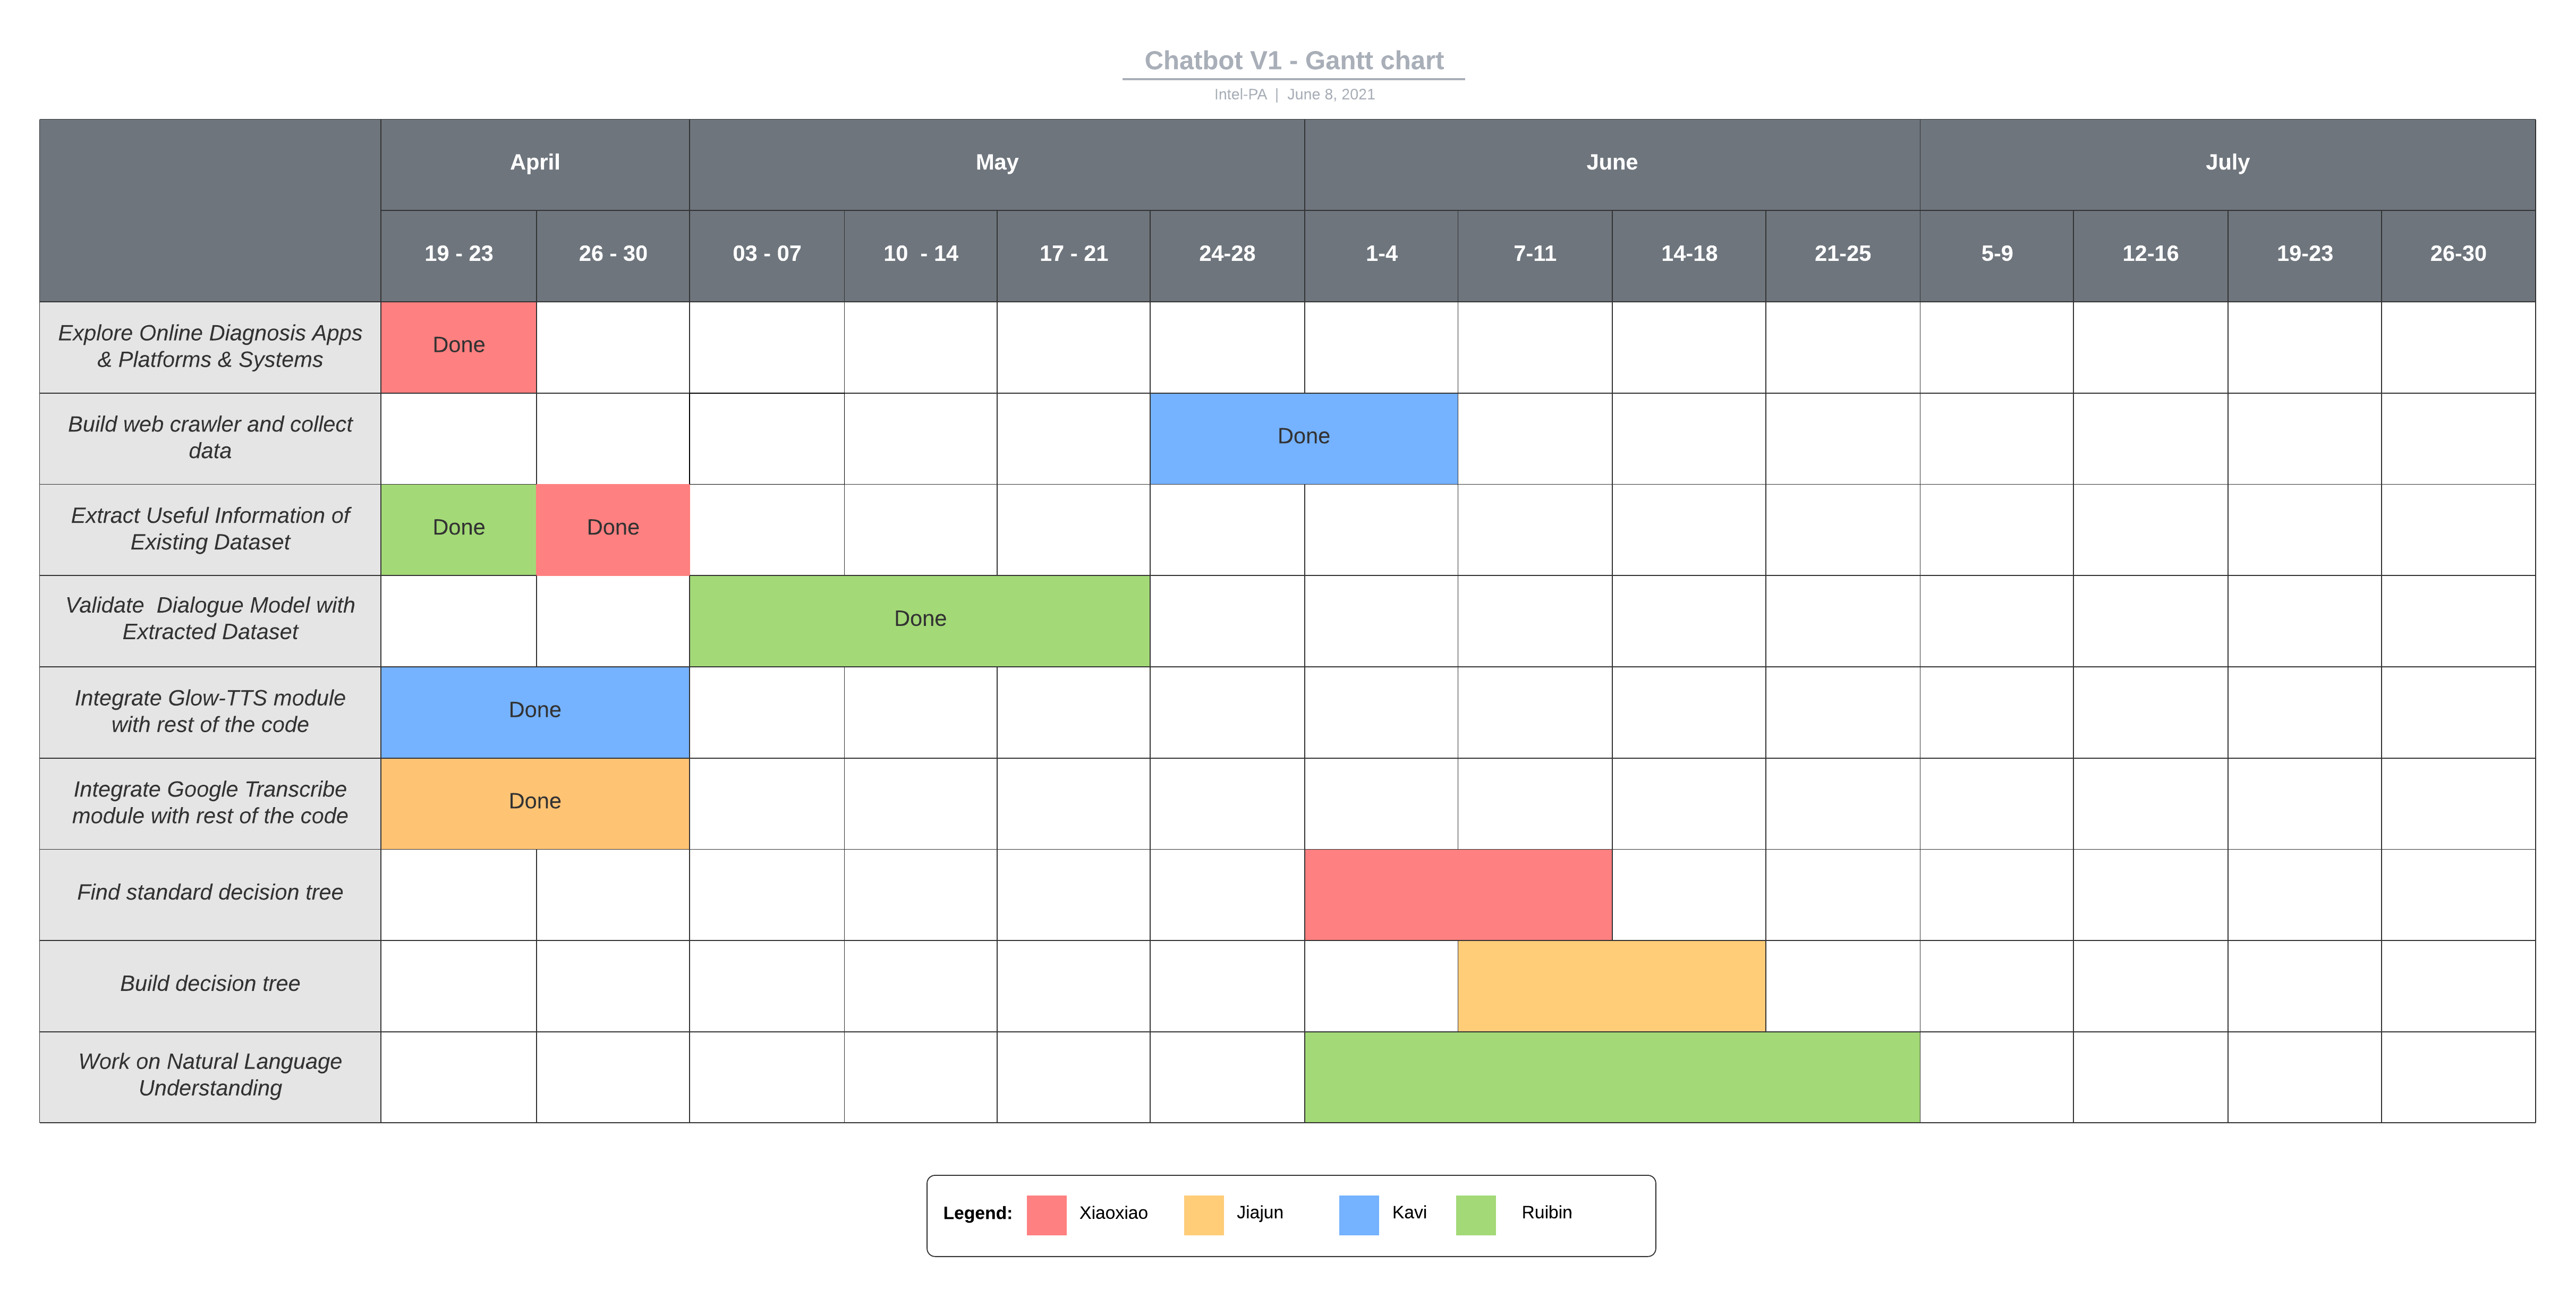 Chatbot V1 - Gantt chart
Intel-PA | June 8, 2021
April May June July
19 - 23 26 - 30 03 - 07 10  - 14 17 - 21 24-28 1-4 7-11 14-18 21-25 5-9 12-16 19-23 26-30
Explore Online Diagnosis Apps
& Platforms & Systems
Done
Build web crawler and collect
data
Done
Extract Useful Information of
Existing Dataset
Done Done
Validate  Dialogue Model with
Extracted Dataset
Done
Integrate Glow-TTS module
with rest of the code
Done
Integrate Google Transcribe
module with rest of the code
Done
Find standard decision tree
Build decision tree
Work on Natural Language
Understanding
Legend: Xiaoxiao Jiajun Kavi Ruibin